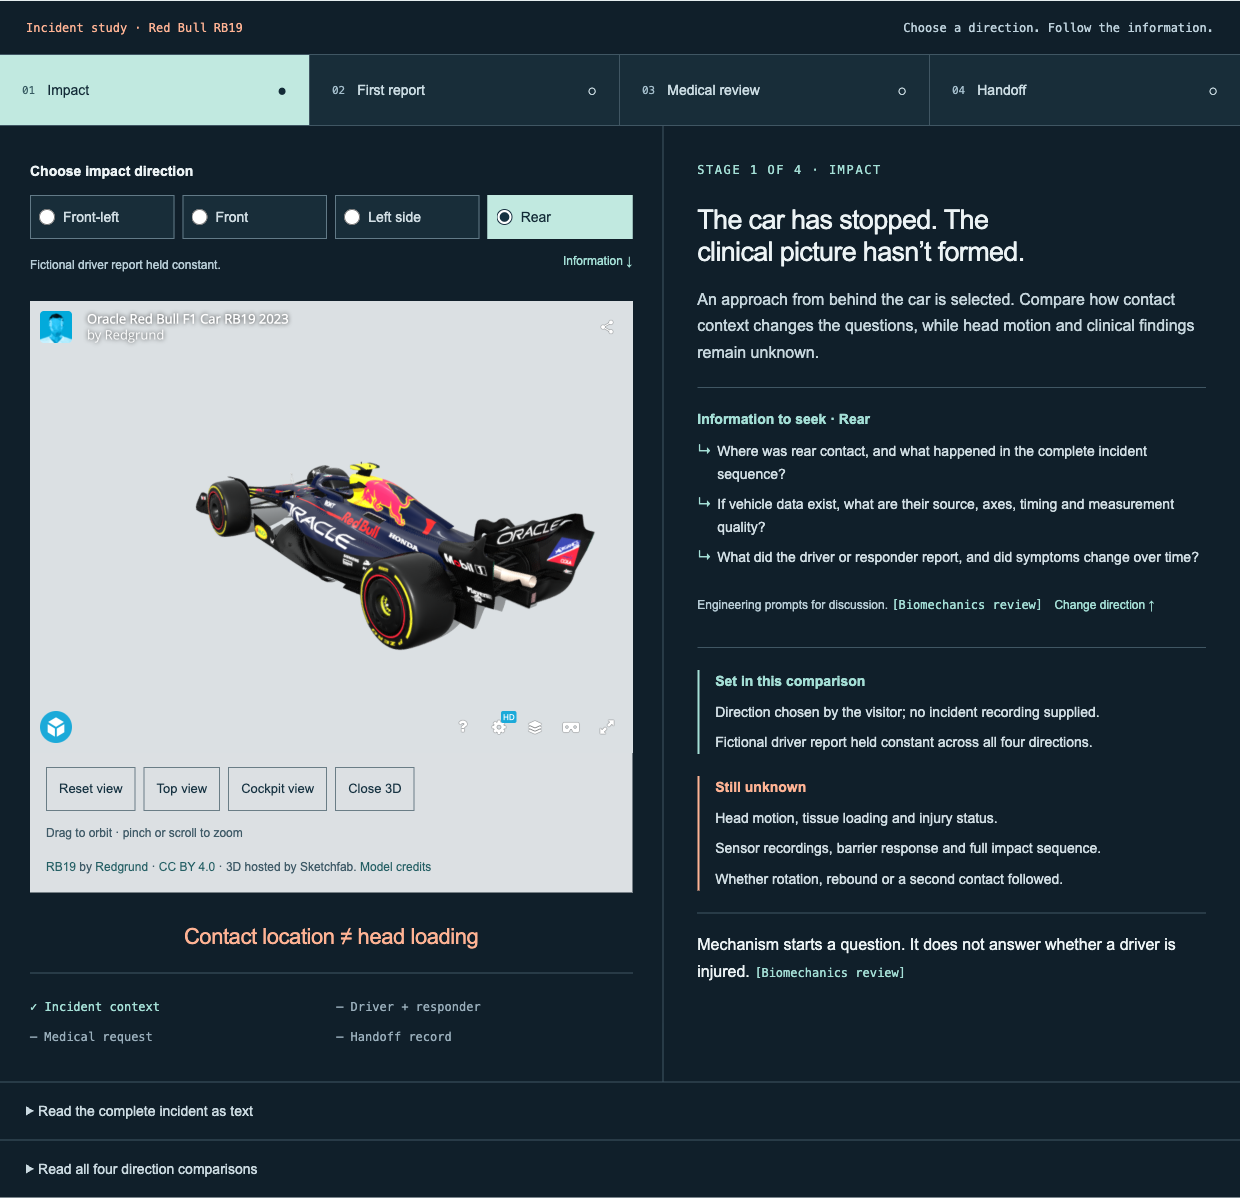 Incident study · Red Bull RB19
Choose a direction. Follow the information.
01 Impact
02 First report
03 Medical review
04 Handoff
Choose impact direction
Front-left
Front
Left side
Rear
Fictional driver report held constant.
Information ↓
Oracle Red Bull F1 Car RB19 2023
by Redgrund
ORACLE
Red Bull
HONDA
1
Mobil 1
ORACLE
P ZERO
HD
?
Reset view
Top view
Cockpit view
Close 3D
Drag to orbit · pinch or scroll to zoom
RB19 by Redgrund · CC BY 4.0 · 3D hosted by Sketchfab. Model credits
Contact location ≠ head loading
✓ Incident context
— Driver + responder
— Medical request
— Handoff record
STAGE 1 OF 4 · IMPACT
The car has stopped. The
clinical picture hasn’t formed.
An approach from behind the car is selected. Compare how contact
context changes the questions, while head motion and clinical findings
remain unknown.
Information to seek · Rear
↳ Where was rear contact, and what happened in the complete incident
sequence?
↳ If vehicle data exist, what are their source, axes, timing and measurement
quality?
↳ What did the driver or responder report, and did symptoms change over time?
Engineering prompts for discussion. [Biomechanics review] Change direction ↑
Set in this comparison
Direction chosen by the visitor; no incident recording supplied.
Fictional driver report held constant across all four directions.
Still unknown
Head motion, tissue loading and injury status.
Sensor recordings, barrier response and full impact sequence.
Whether rotation, rebound or a second contact followed.
Mechanism starts a question. It does not answer whether a driver is
injured. [Biomechanics review]
▶ Read the complete incident as text
▶ Read all four direction comparisons